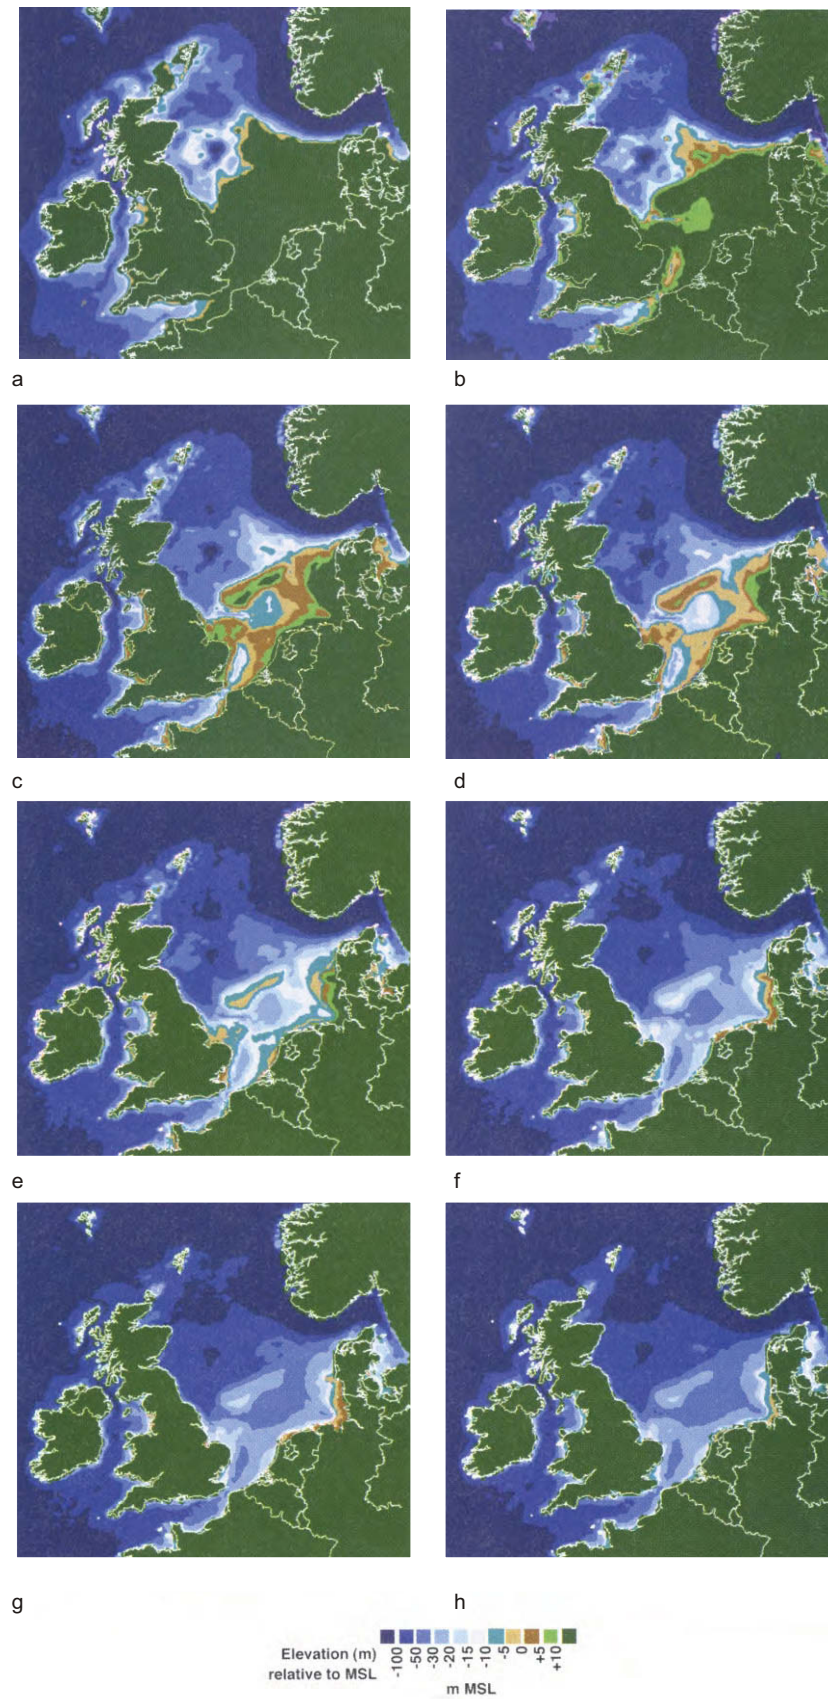 a
b
c
d
e
f
g
h
Elevation (m)
relative to MSL
-100
-50
-30
-20
-15
-10
-5
0
+5
+10
m MSL